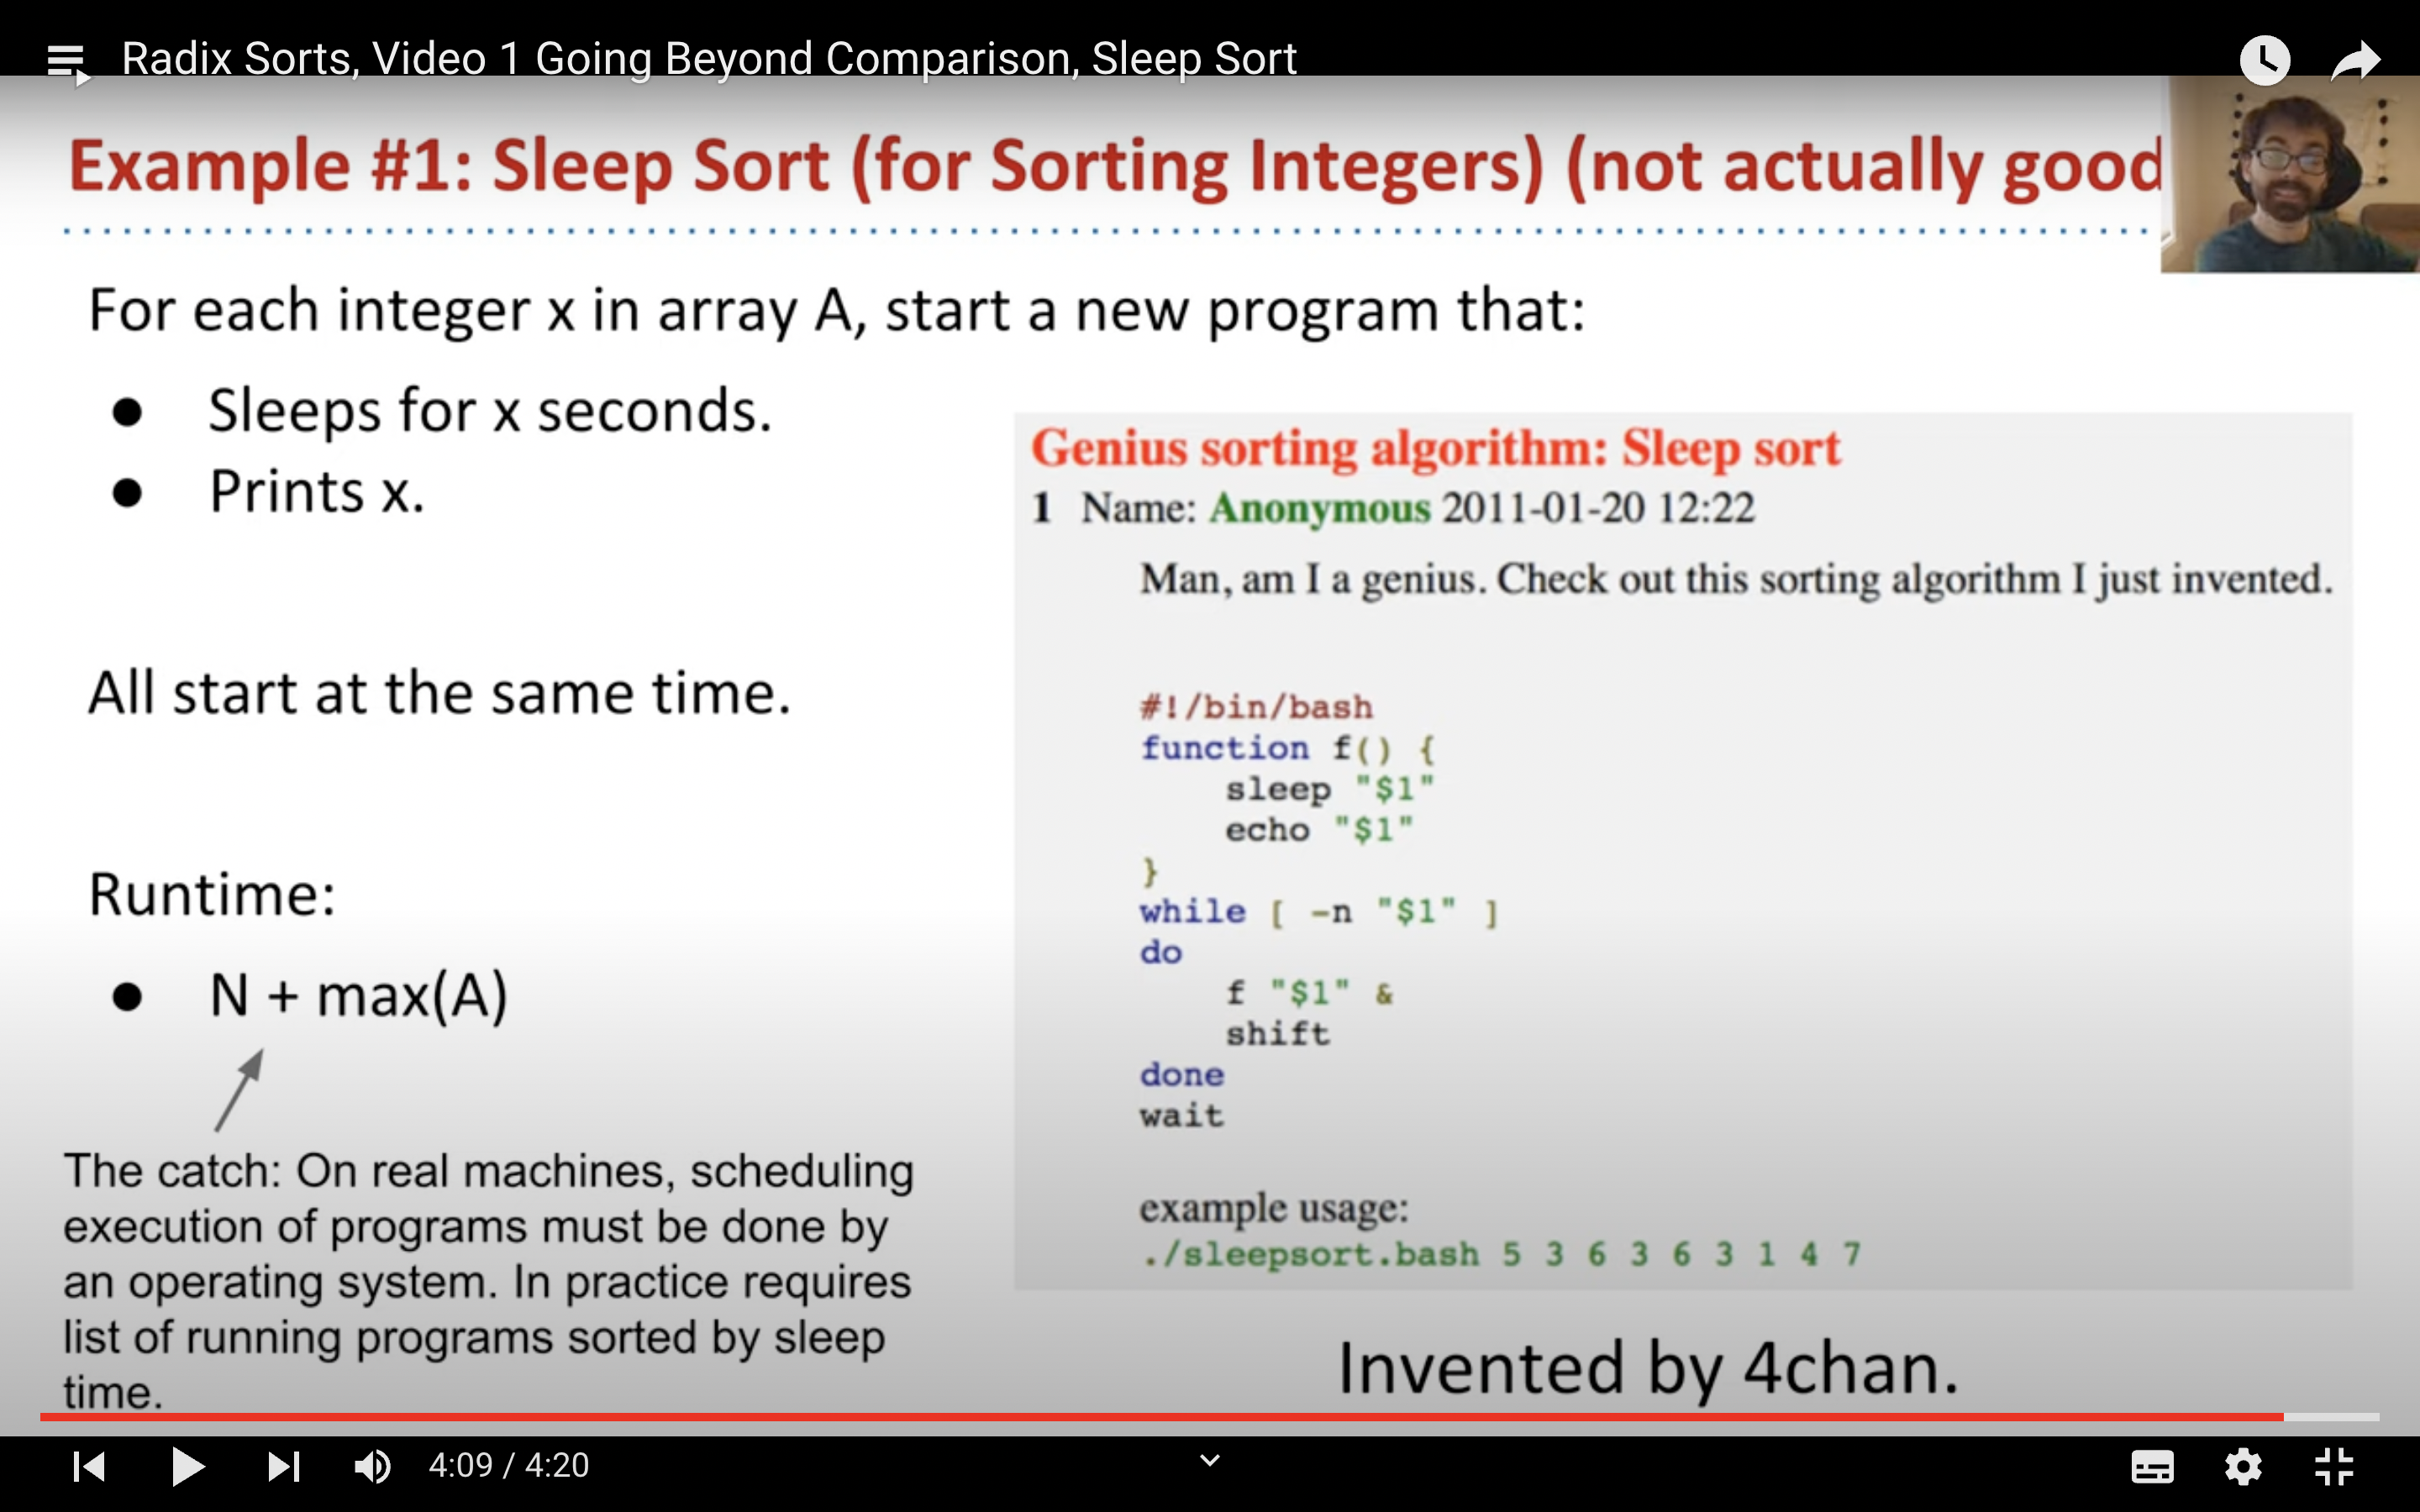 Radix Sorts, Video 1 Going Beyond Comparison, Sleep Sort
Example #1: Sleep Sort (for Sorting Integers) (not actually good
For each integer x in array A, start a new program that:
● Sleeps for x seconds.
● Prints x.
All start at the same time.
Runtime:
● N + max(A)
The catch: On real machines, scheduling
execution of programs must be done by
an operating system. In practice requires
list of running programs sorted by sleep
time.
Genius sorting algorithm: Sleep sort
1 Name: Anonymous 2011-01-20 12:22
Man, am I a genius. Check out this sorting algorithm I just invented.
#!/bin/bash
function f() {
    sleep "$1"
    echo "$1"
}
while [ -n "$1" ]
do
    f "$1" &
    shift
done
wait
example usage:
./sleepsort.bash 5 3 6 3 6 3 1 4 7
Invented by 4chan.
4:09 / 4:20